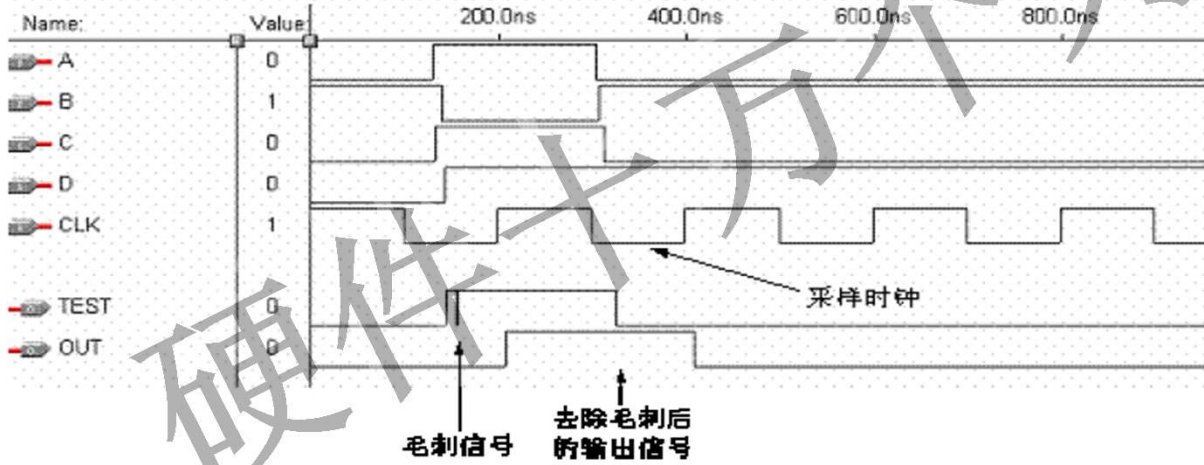 Name: Value: 200.0ns 400.0ns 600.0ns 800.0ns
A 0
B 1
C 0
D 0
CLK 1
采样时钟
TEST 0
OUT 0
毛刺信号
去除毛刺后
的输出信号
硬件十万个